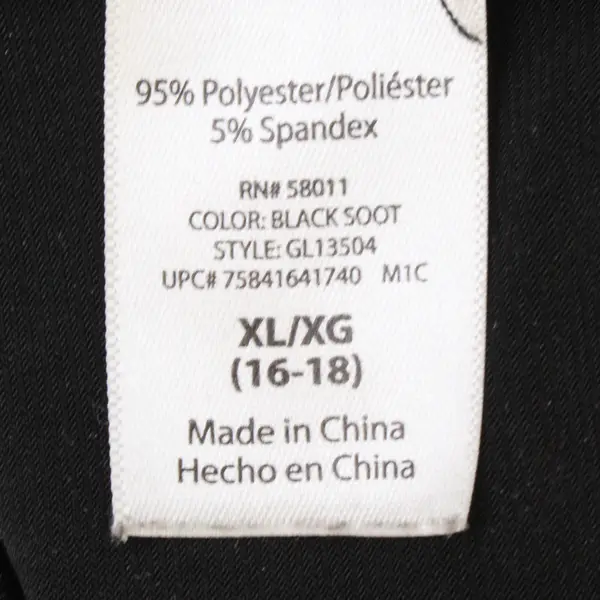 95% Polyester/Poliéster
5% Spandex
RN# 58011
COLOR: BLACK SOOT
STYLE: GL13504
UPC# 75841641740 M1C
XL/XG
(16-18)
Made in China
Hecho en China